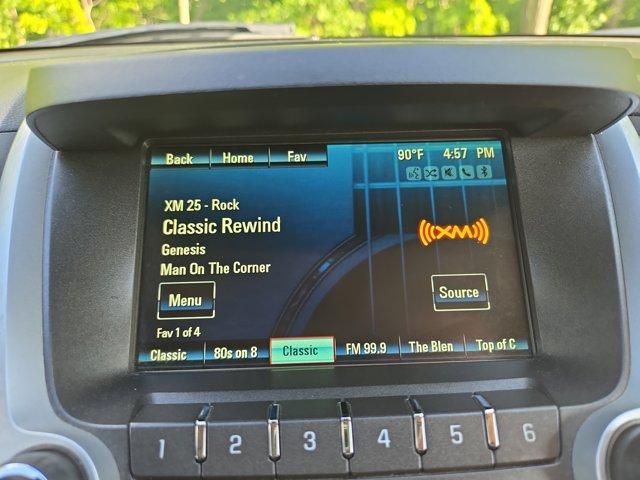 Back Home Fav 90°F 4:57 PM
XM 25 - Rock
Classic Rewind
((XM))
Genesis
Man On The Corner
Menu Source
Fav 1 of 4
Classic 80s on 8 Classic FM 99.9 The Blen Top of C
1 2 3 4 5 6